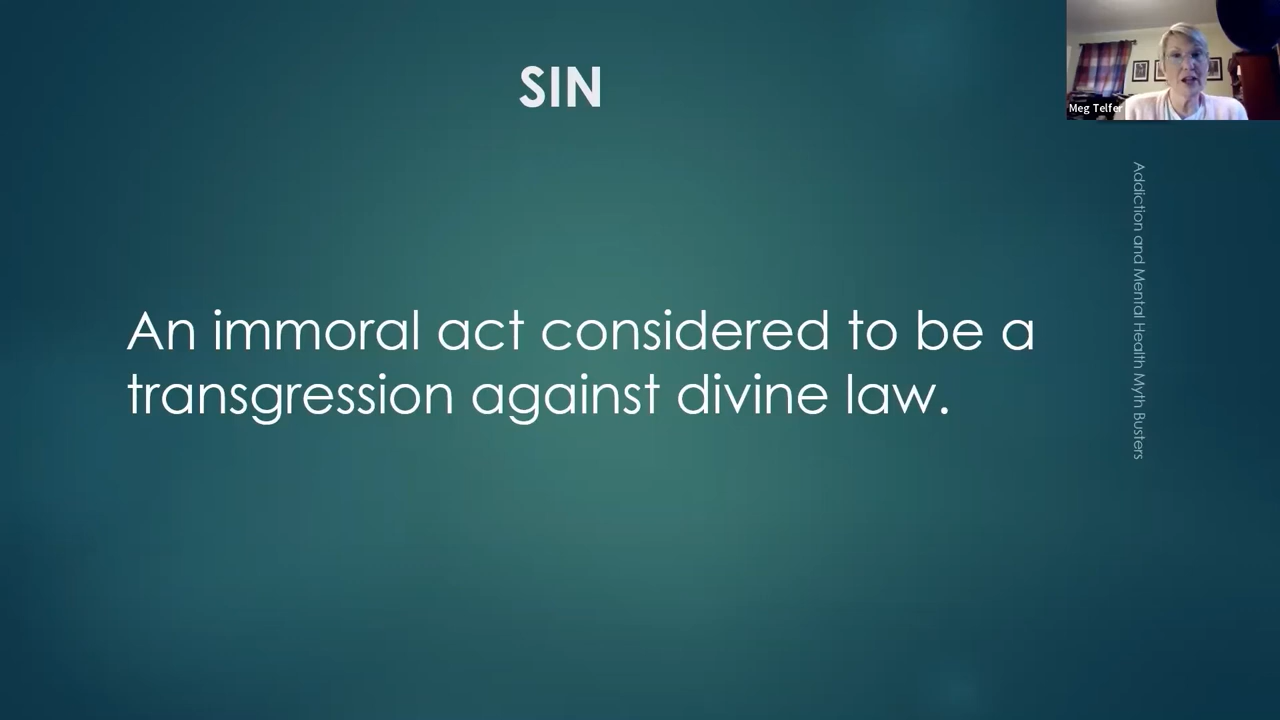 SIN
Meg Telfer
An immoral act considered to be a
transgression against divine law.
Addiction and Mental Health Myth Busters